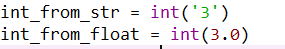 int_from_str = int('3')
int_from_float = int(3.0)